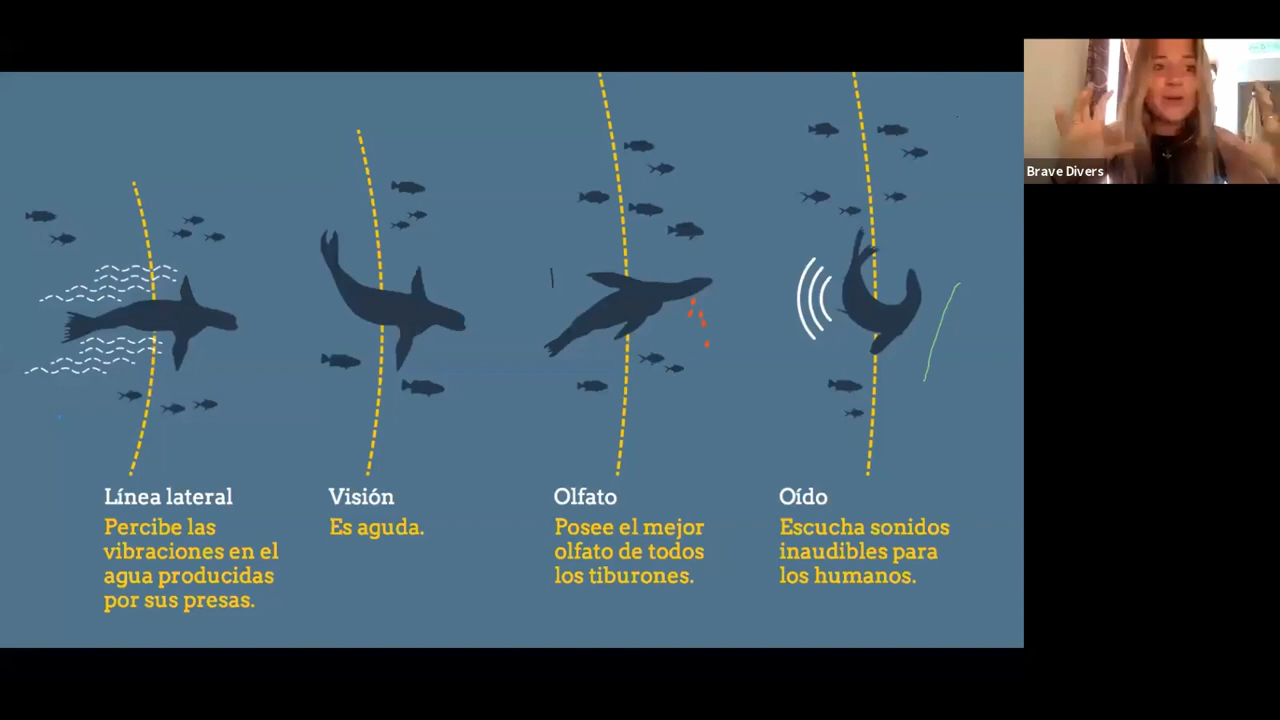 Brave Divers
Línea lateral
Percibe las
vibraciones en el
agua producidas
por sus presas.
Visión
Es aguda.
Olfato
Posee el mejor
olfato de todos
los tiburones.
Oído
Escucha sonidos
inaudibles para
los humanos.